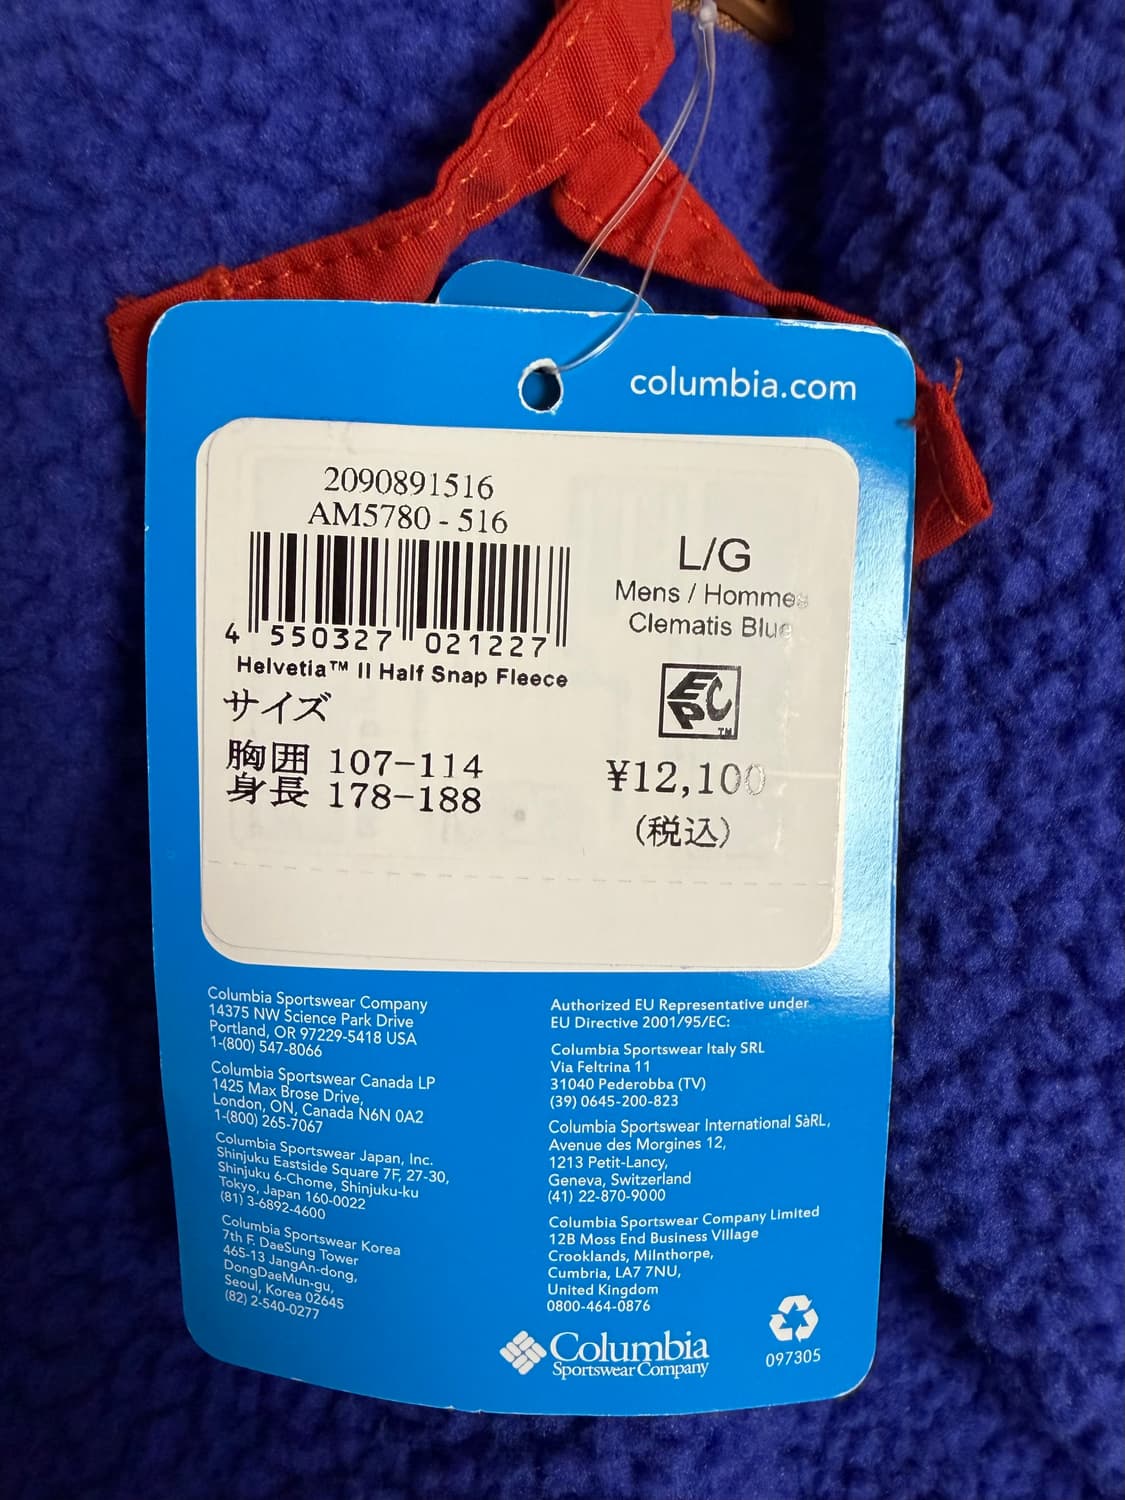 columbia.com
2090891516
AM5780 - 516
4 550327 021227
Helvetia™ II Half Snap Fleece
サイズ
胸囲 107-114
身長 178-188
L/G
Mens / Hommes
Clematis Blue
EPC™
¥12,100
(税込)
Columbia Sportswear Company
14375 NW Science Park Drive
Portland, OR 97229-5418 USA
1-(800) 547-8066
Columbia Sportswear Canada LP
1425 Max Brose Drive,
London, ON, Canada N6N 0A2
1-(800) 265-7067
Columbia Sportswear Japan, Inc.
Shinjuku Eastside Square 7F, 27-30,
Shinjuku 6-Chome, Shinjuku-ku
Tokyo, Japan 160-0022
(81) 3-6892-4600
Columbia Sportswear Korea
7th F. DaeSung Tower
465-13 JangAn-dong,
DongDaeMun-gu,
Seoul, Korea 02645
(82) 2-540-0277
Authorized EU Representative under
EU Directive 2001/95/EC:
Columbia Sportswear Italy SRL
Via Feltrina 11
31040 Pederobba (TV)
(39) 0645-200-823
Columbia Sportswear International SàRL,
Avenue des Morgines 12,
1213 Petit-Lancy,
Geneva, Switzerland
(41) 22-870-9000
Columbia Sportswear Company Limited
12B Moss End Business Village
Crooklands, Milnthorpe,
Cumbria, LA7 7NU,
United Kingdom
0800-464-0876
Columbia
Sportswear Company
097305